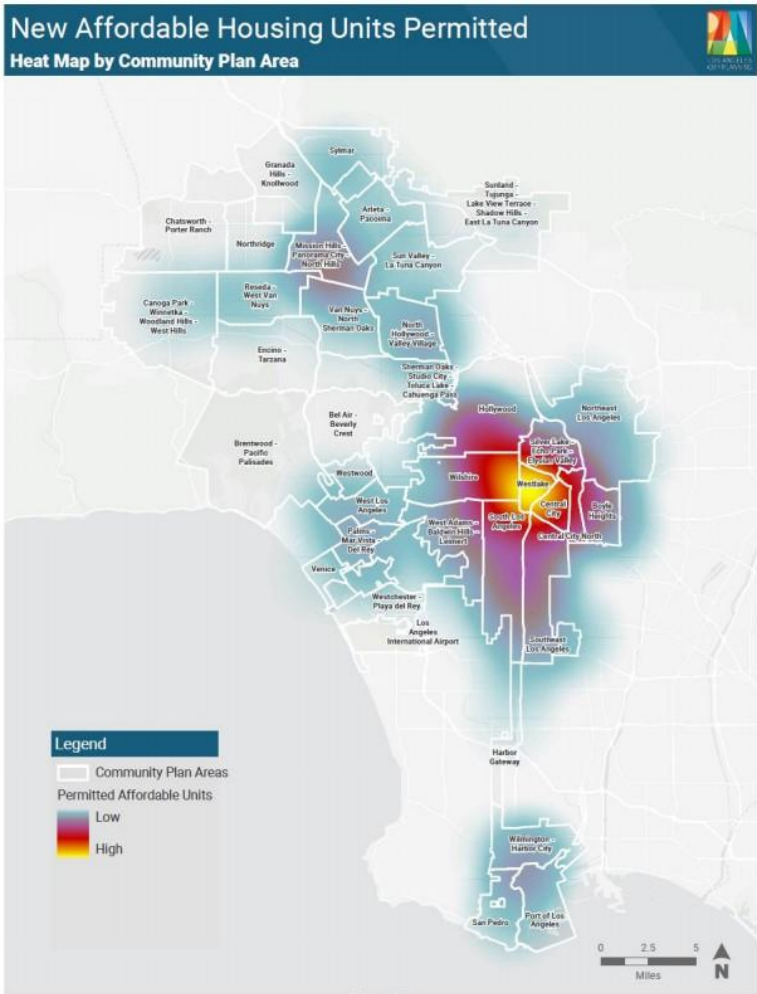 New Affordable Housing Units Permitted
Heat Map by Community Plan Area
LOS ANGELES
CITY PLANNING
Sylmar
Granada
Hills -
Knollwood
Sunland -
Tujunga -
Lake View Terrace -
Shadow Hills -
East La Tuna Canyon
Arleta -
Pacoima
Chatsworth -
Porter Ranch
Northridge
Mission Hills -
Panorama City -
North Hills
Sun Valley -
La Tuna Canyon
Reseda -
West Van
Nuys
Canoga Park -
Winnetka -
Woodland Hills -
West Hills
Van Nuys -
North
Sherman Oaks
North
Hollywood -
Valley Village
Encino -
Tarzana
Sherman Oaks -
Studio City -
Toluca Lake -
Cahuenga Pass
Hollywood
Northeast
Los Angeles
Bel Air -
Beverly
Crest
Silver Lake -
Echo Park -
Elysian Valley
Brentwood -
Pacific
Palisades
Westwood
Wilshire
Westlake
West Los
Angeles
Central
City
Boyle
Heights
South Los
Angeles
West Adams -
Baldwin Hills -
Leimert
Central City North
Palms -
Mar Vista -
Del Rey
Venice
Westchester -
Playa del Rey
Los
Angeles
International Airport
Southeast
Los Angeles
Harbor
Gateway
Legend
Community Plan Areas
Permitted Affordable Units
Low
High
Wilmington -
Harbor City
San Pedro
Port of Los
Angeles
0 2.5 5
Miles
N